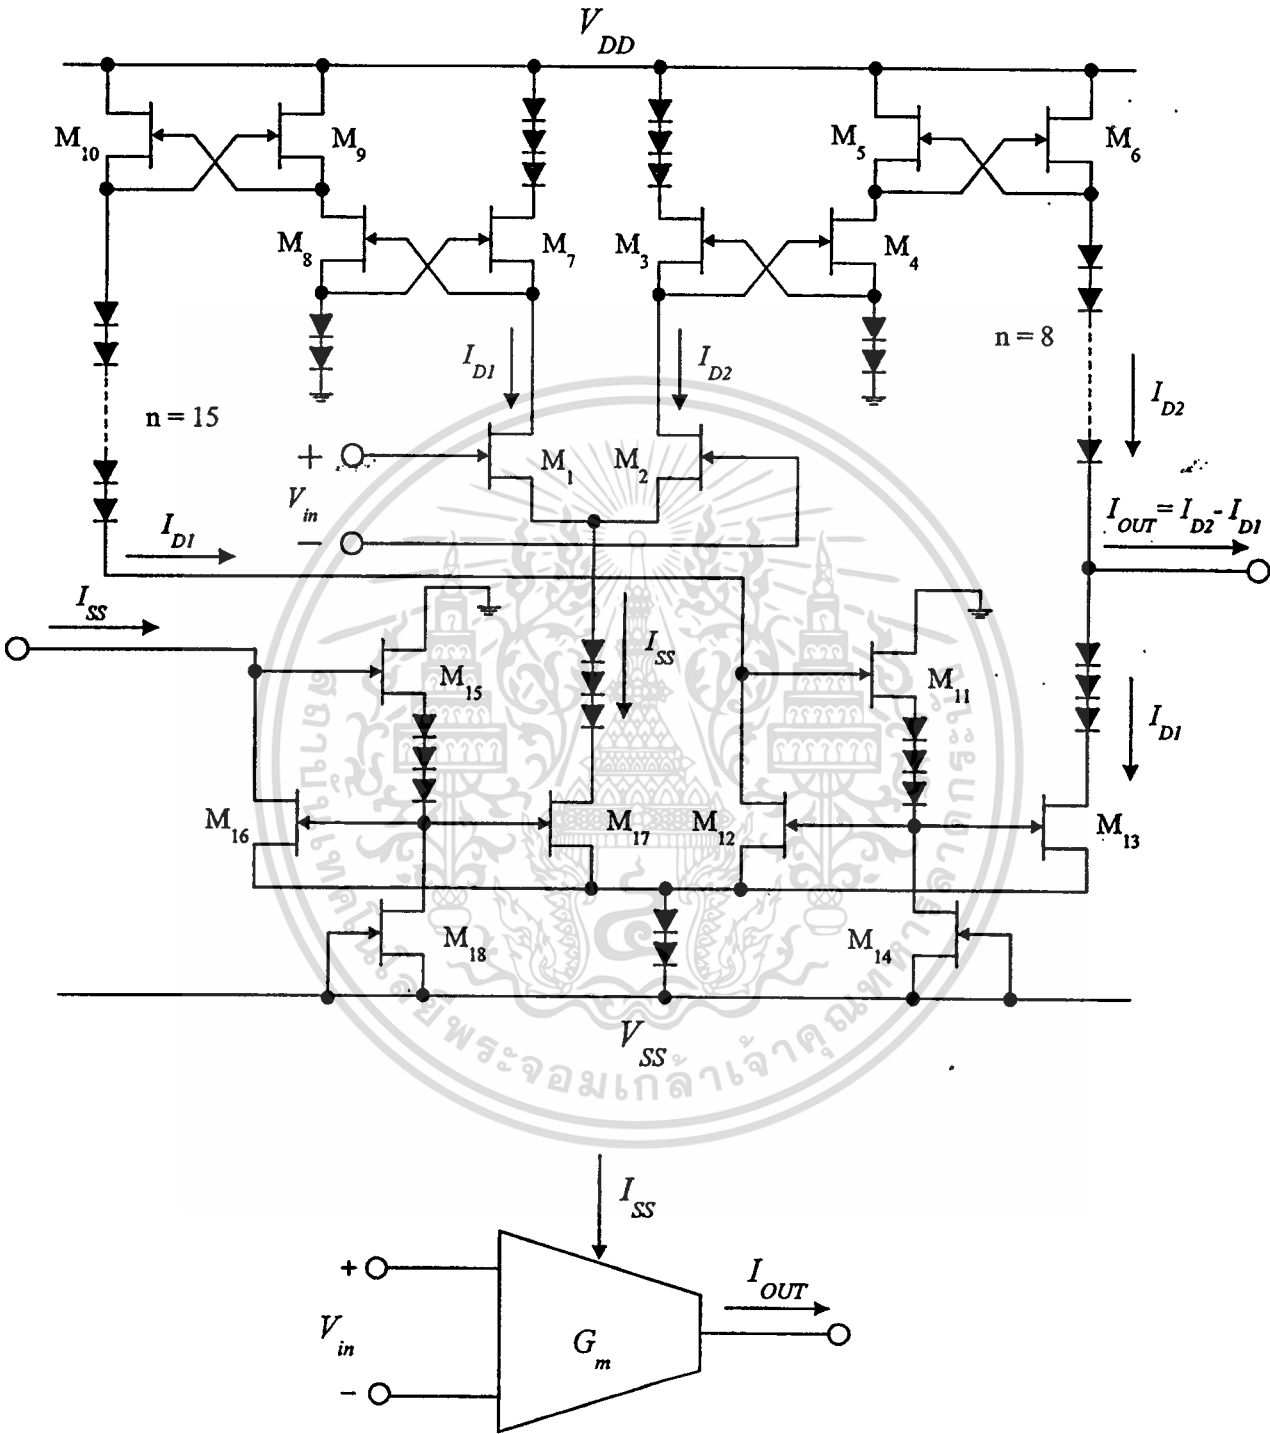 V_DD
M_10
M_9
M_5
M_6
M_8
M_7
M_3
M_4
n = 15
I_D1
I_D2
n = 8
I_D2
+
V_in
−
M_1
M_2
I_D1
I_OUT = I_D2 - I_D1
I_SS
M_15
I_SS
M_11
I_D1
M_16
M_17
M_12
M_13
M_18
M_14
V_SS
I_SS
+
V_in
−
G_m
I_OUT